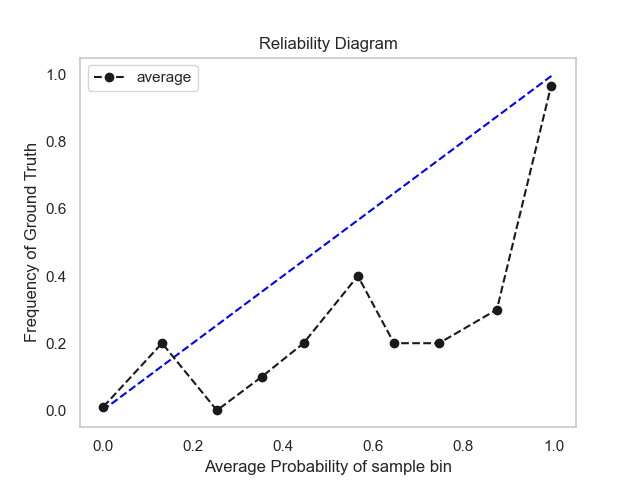 Reliability Diagram
average
1.0
0.8
0.6
0.4
0.2
0.0
Frequency of Ground Truth
0.0 0.2 0.4 0.6 0.8 1.0
Average Probability of sample bin